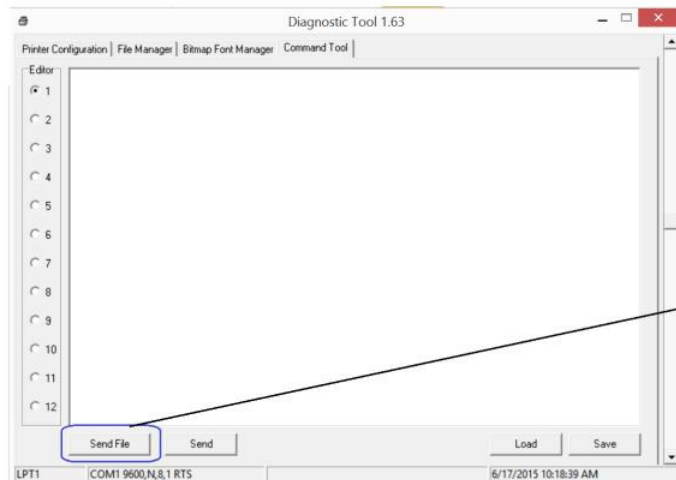 Diagnostic Tool 1.63
Printer Configuration File Manager Bitmap Font Manager Command Tool
Editor
1
2
3
4
5
6
7
8
9
10
11
12
Send File Send Load Save
LPT1 COM1 9600,N,8,1 RTS 6/17/2015 10:18:39 AM